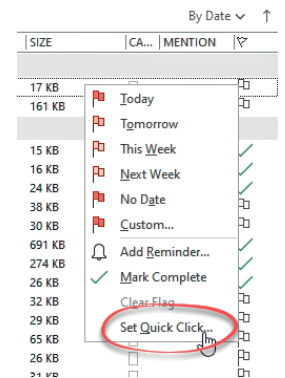 By Date
SIZE CA... MENTION
17 KB
161 KB
Today
Tomorrow
15 KB
This Week
16 KB
Next Week
24 KB
38 KB
No Date
30 KB
Custom...
691 KB
Add Reminder...
274 KB
26 KB
Mark Complete
32 KB
Clear Flag
29 KB
Set Quick Click...
65 KB
26 KB
31 KB